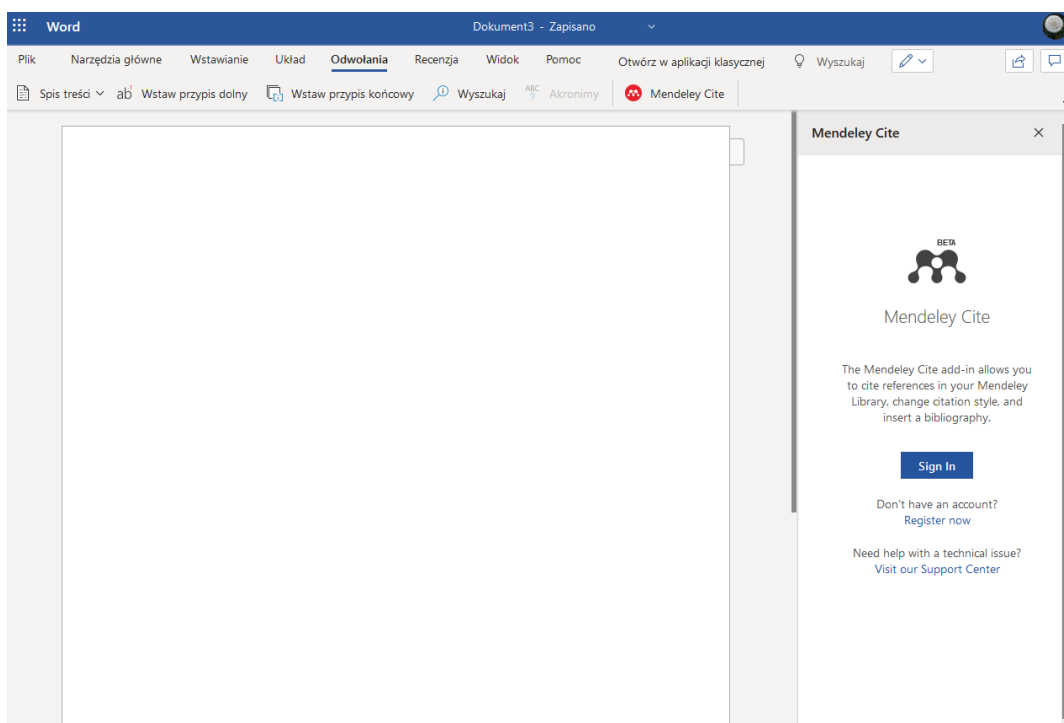 Word
Dokument3 - Zapisano
Plik Narzędzia główne Wstawianie Układ Odwołania Recenzja Widok Pomoc Otwórz w aplikacji klasycznej Wyszukaj
Spis treści ab Wstaw przypis dolny Wstaw przypis końcowy Wyszukaj ABC ? Akronimy Mendeley Cite
Mendeley Cite
BETA
Mendeley Cite
The Mendeley Cite add-in allows you
to cite references in your Mendeley
Library, change citation style, and
insert a bibliography.
Sign In
Don't have an account?
Register now
Need help with a technical issue?
Visit our Support Center